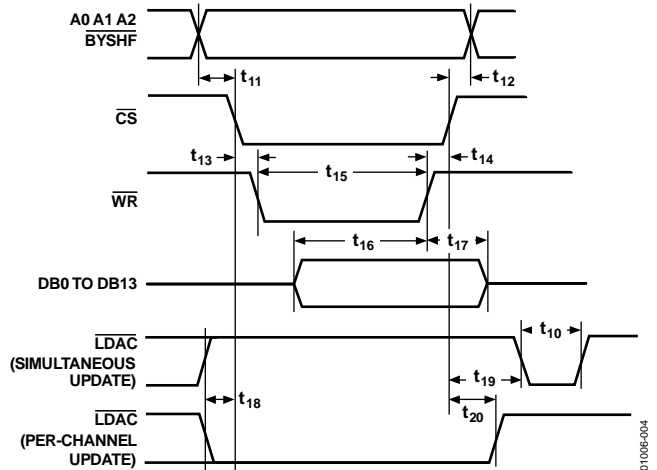 A0 A1 A2
BYSHF
t11
t12
CS
t13
t15
t14
WR
t16
t17
DB0 TO DB13
LDAC
(SIMULTANEOUS
UPDATE)
t10
t19
t18
t20
LDAC
(PER-CHANNEL
UPDATE)
01006-004